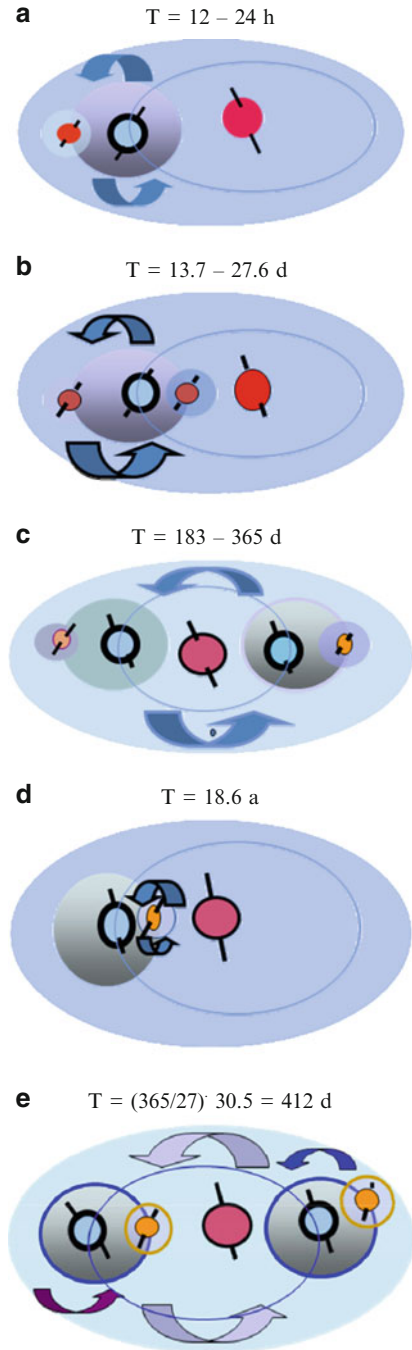 a
T = 12 – 24 h
b
T = 13.7 – 27.6 d
c
T = 183 – 365 d
d
T = 18.6 a
e
T = (365/27)· 30.5 = 412 d